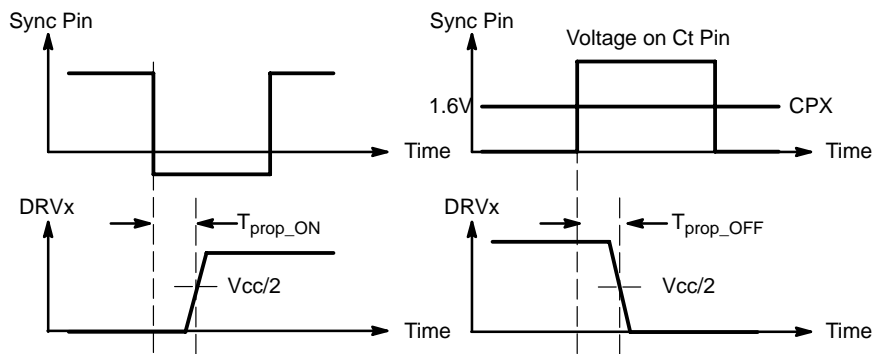 Sync Pin
Time
DRVx
Tprop_ON
Vcc/2
Time
Sync Pin
Voltage on Ct Pin
1.6V
CPX
Time
DRVx
Tprop_OFF
Vcc/2
Time